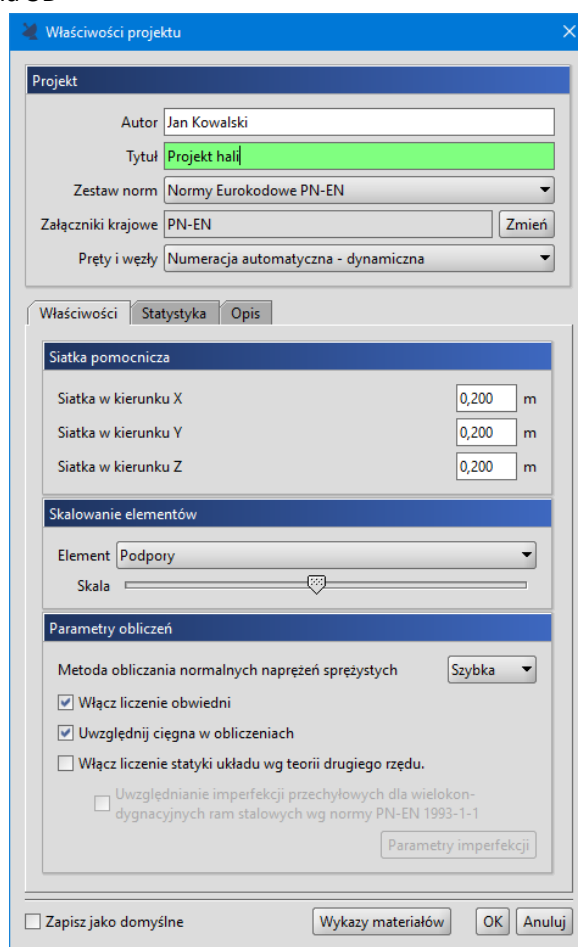 Właściwości projektu
Projekt
Autor Jan Kowalski
Tytuł Projekt hali
Zestaw norm Normy Eurokodowe PN-EN
Załączniki krajowe PN-EN Zmień
Pręty i węzły Numeracja automatyczna - dynamiczna
Właściwości Statystyka Opis
Siatka pomocnicza
Siatka w kierunku X 0,200 m
Siatka w kierunku Y 0,200 m
Siatka w kierunku Z 0,200 m
Skalowanie elementów
Element Podpory
Skala
Parametry obliczeń
Metoda obliczania normalnych naprężeń sprężystych Szybka
Włącz liczenie obwiedni
Uwzględnij cięgna w obliczeniach
Włącz liczenie statyki układu wg teorii drugiego rzędu.
Uwzględnianie imperfekcji przechyłowych dla wielokon-
dygnacyjnych ram stalowych wg normy PN-EN 1993-1-1
Parametry imperfekcji
Zapisz jako domyślne Wykazy materiałów OK Anuluj